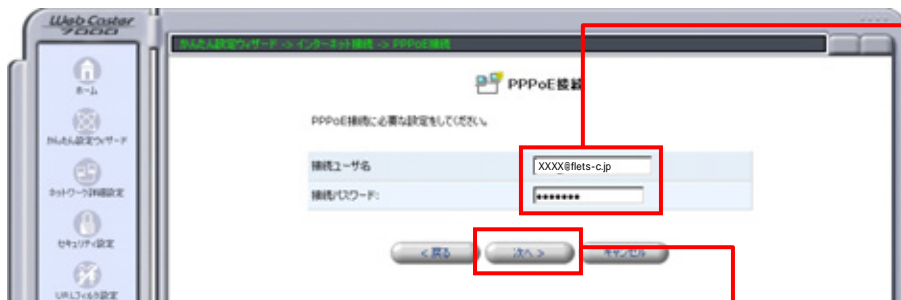 Web Caster
7000
かんたん設定ウィザード -> インターネット接続 -> PPPoE接続
ホーム
かんたん設定ウィザード
ネットワーク詳細設定
セキュリティ設定
URLフィルタ設定
PPPoE接続
PPPoE接続に必要な設定をしてください。
接続ユーザ名
XXXX@flets-c.jp
接続パスワード:
*******
< 戻る
次へ >
キャンセル